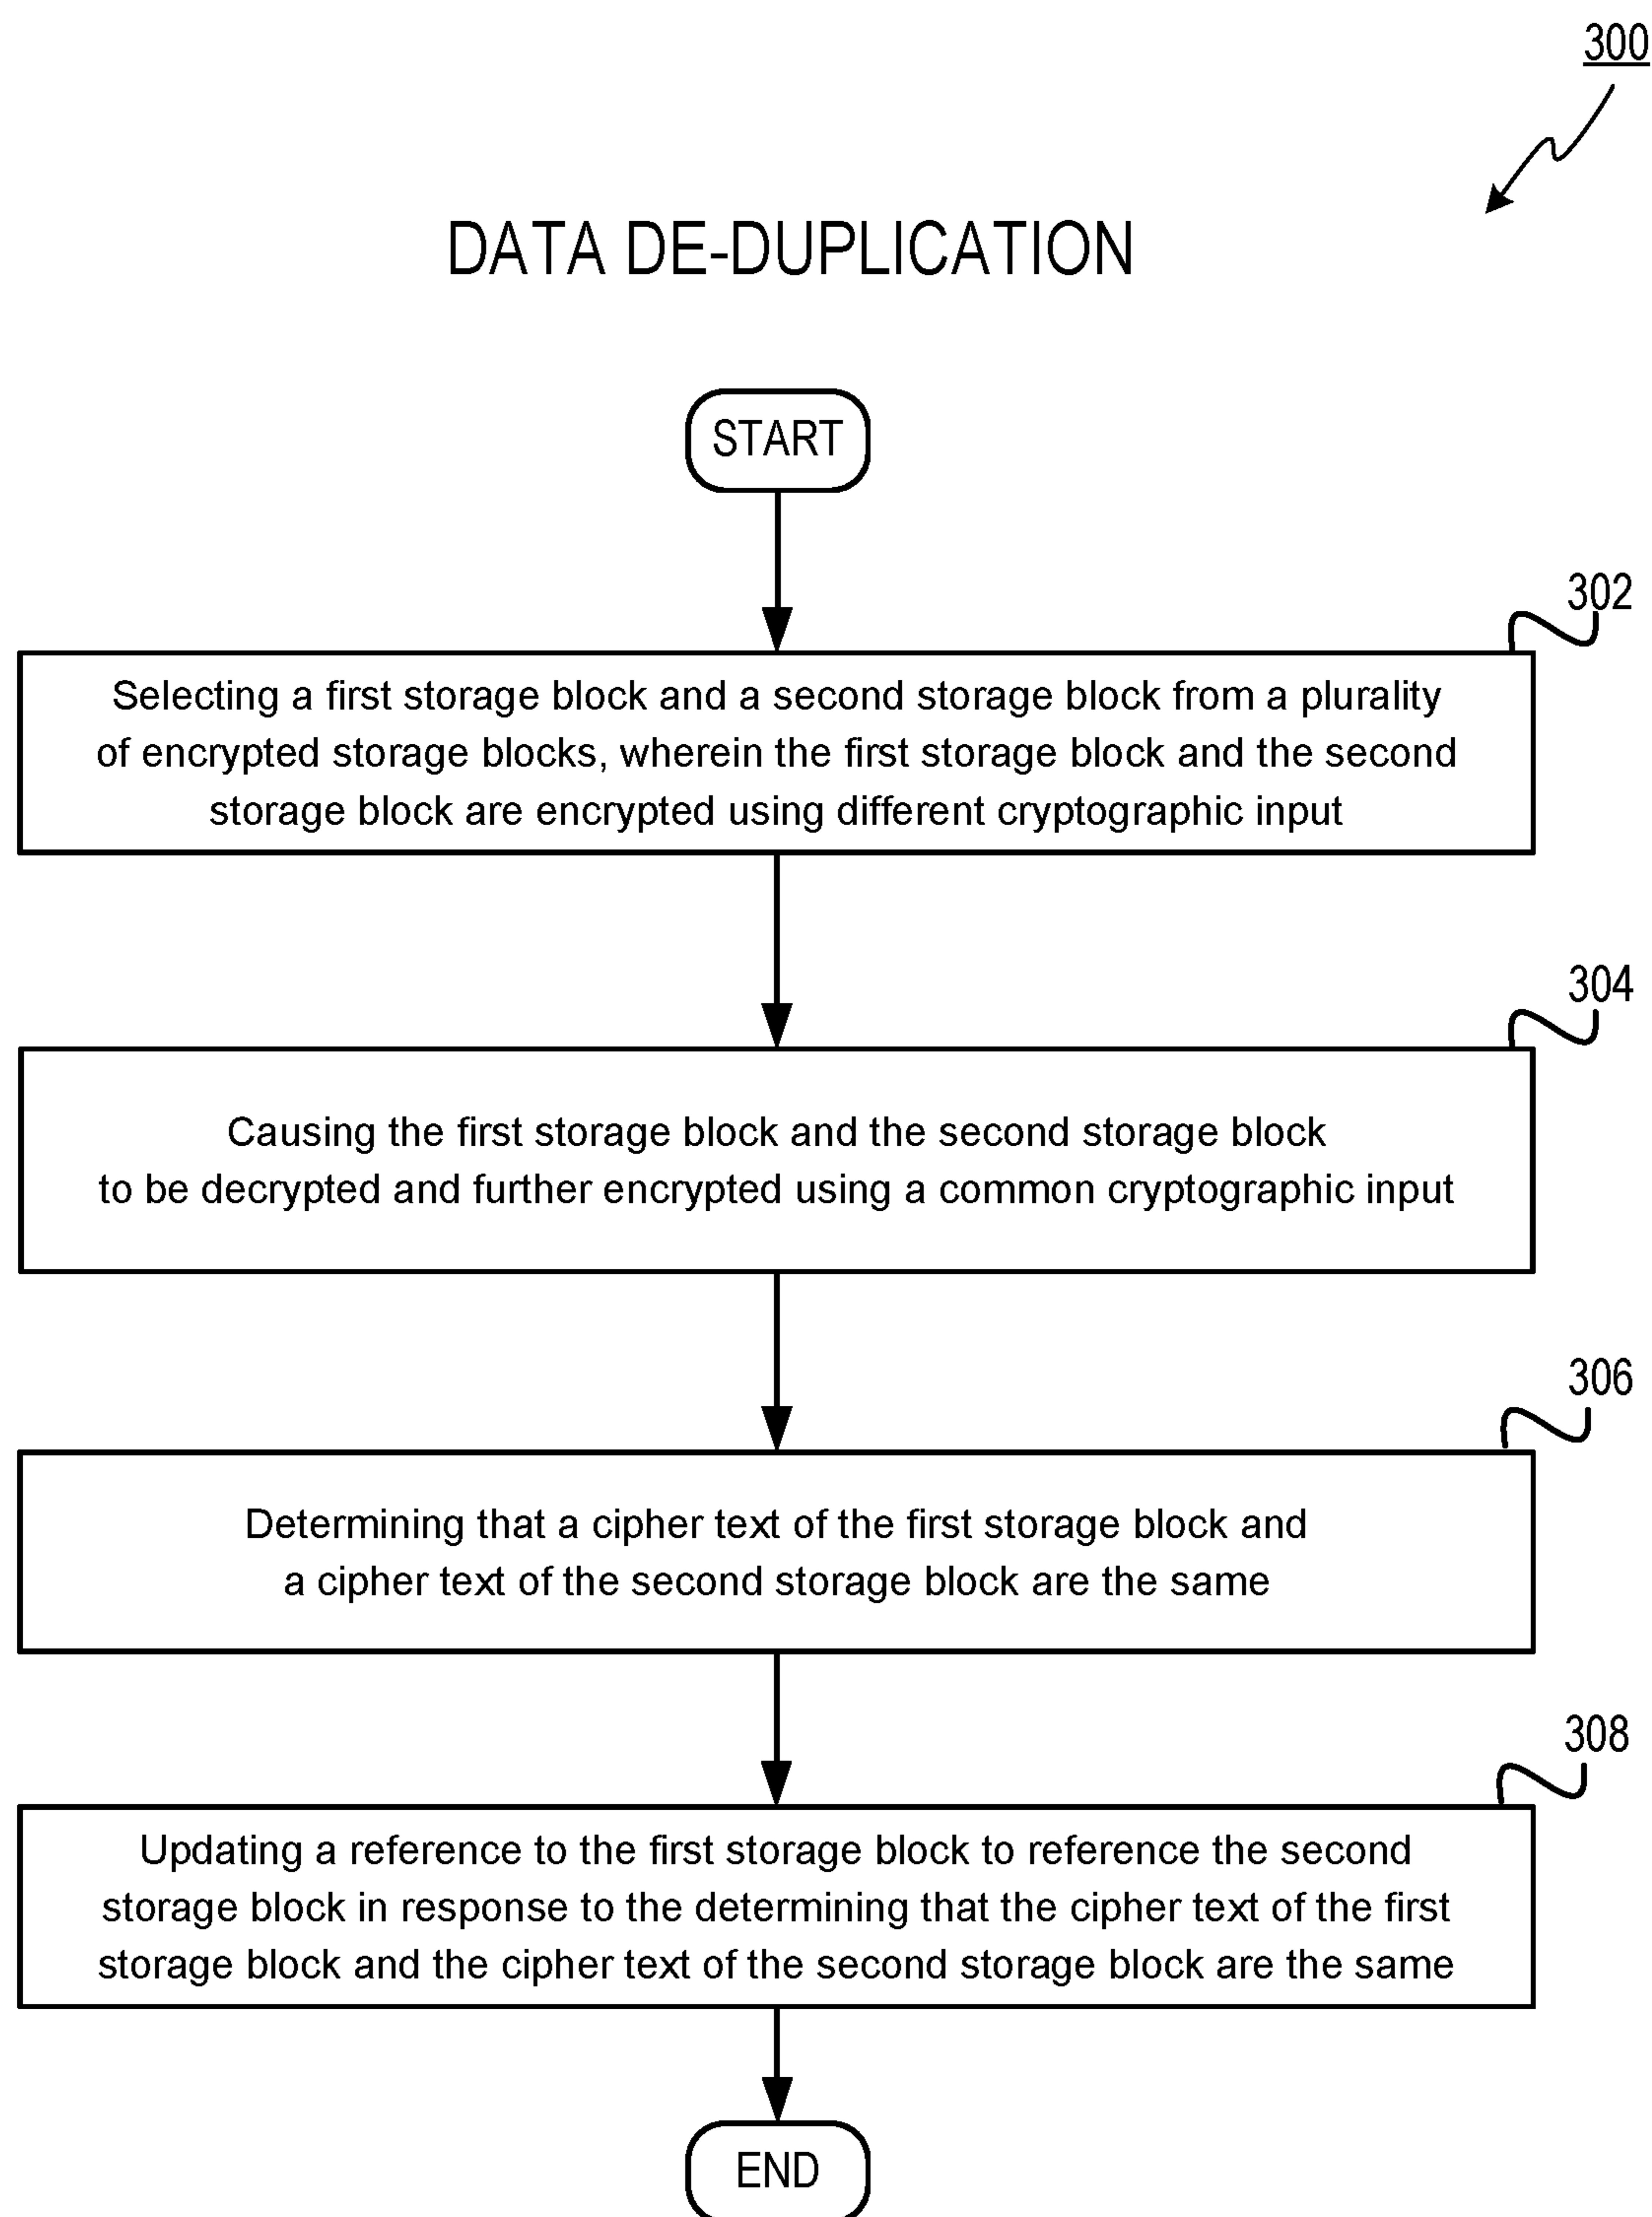 300
DATA DE-DUPLICATION
START
302
Selecting a first storage block and a second storage block from a plurality
of encrypted storage blocks, wherein the first storage block and the second
storage block are encrypted using different cryptographic input
304
Causing the first storage block and the second storage block
to be decrypted and further encrypted using a common cryptographic input
306
Determining that a cipher text of the first storage block and
a cipher text of the second storage block are the same
308
Updating a reference to the first storage block to reference the second
storage block in response to the determining that the cipher text of the first
storage block and the cipher text of the second storage block are the same
END